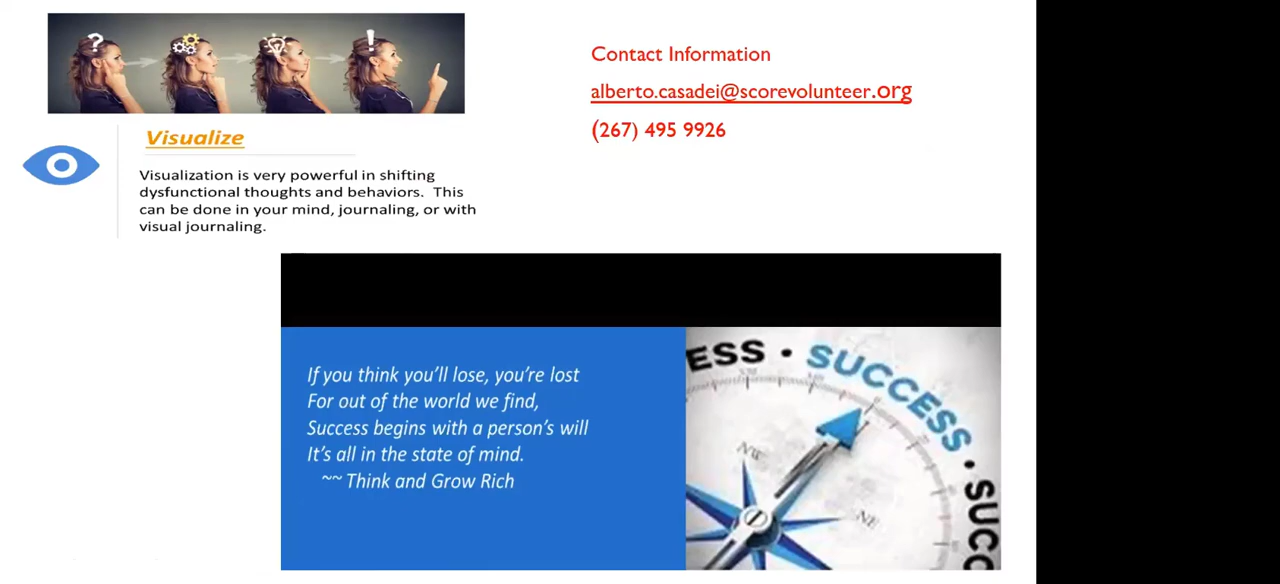 ? !
Contact Information
alberto.casadei@scorevolunteer.org
(267) 495 9926
Visualize
Visualization is very powerful in shifting
dysfunctional thoughts and behaviors. This
can be done in your mind, journaling, or with
visual journaling.
If you think you'll lose, you're lost
For out of the world we find,
Success begins with a person's will
It's all in the state of mind.
~~ Think and Grow Rich
ESS • SUCCESS • SUCC
NW
NE